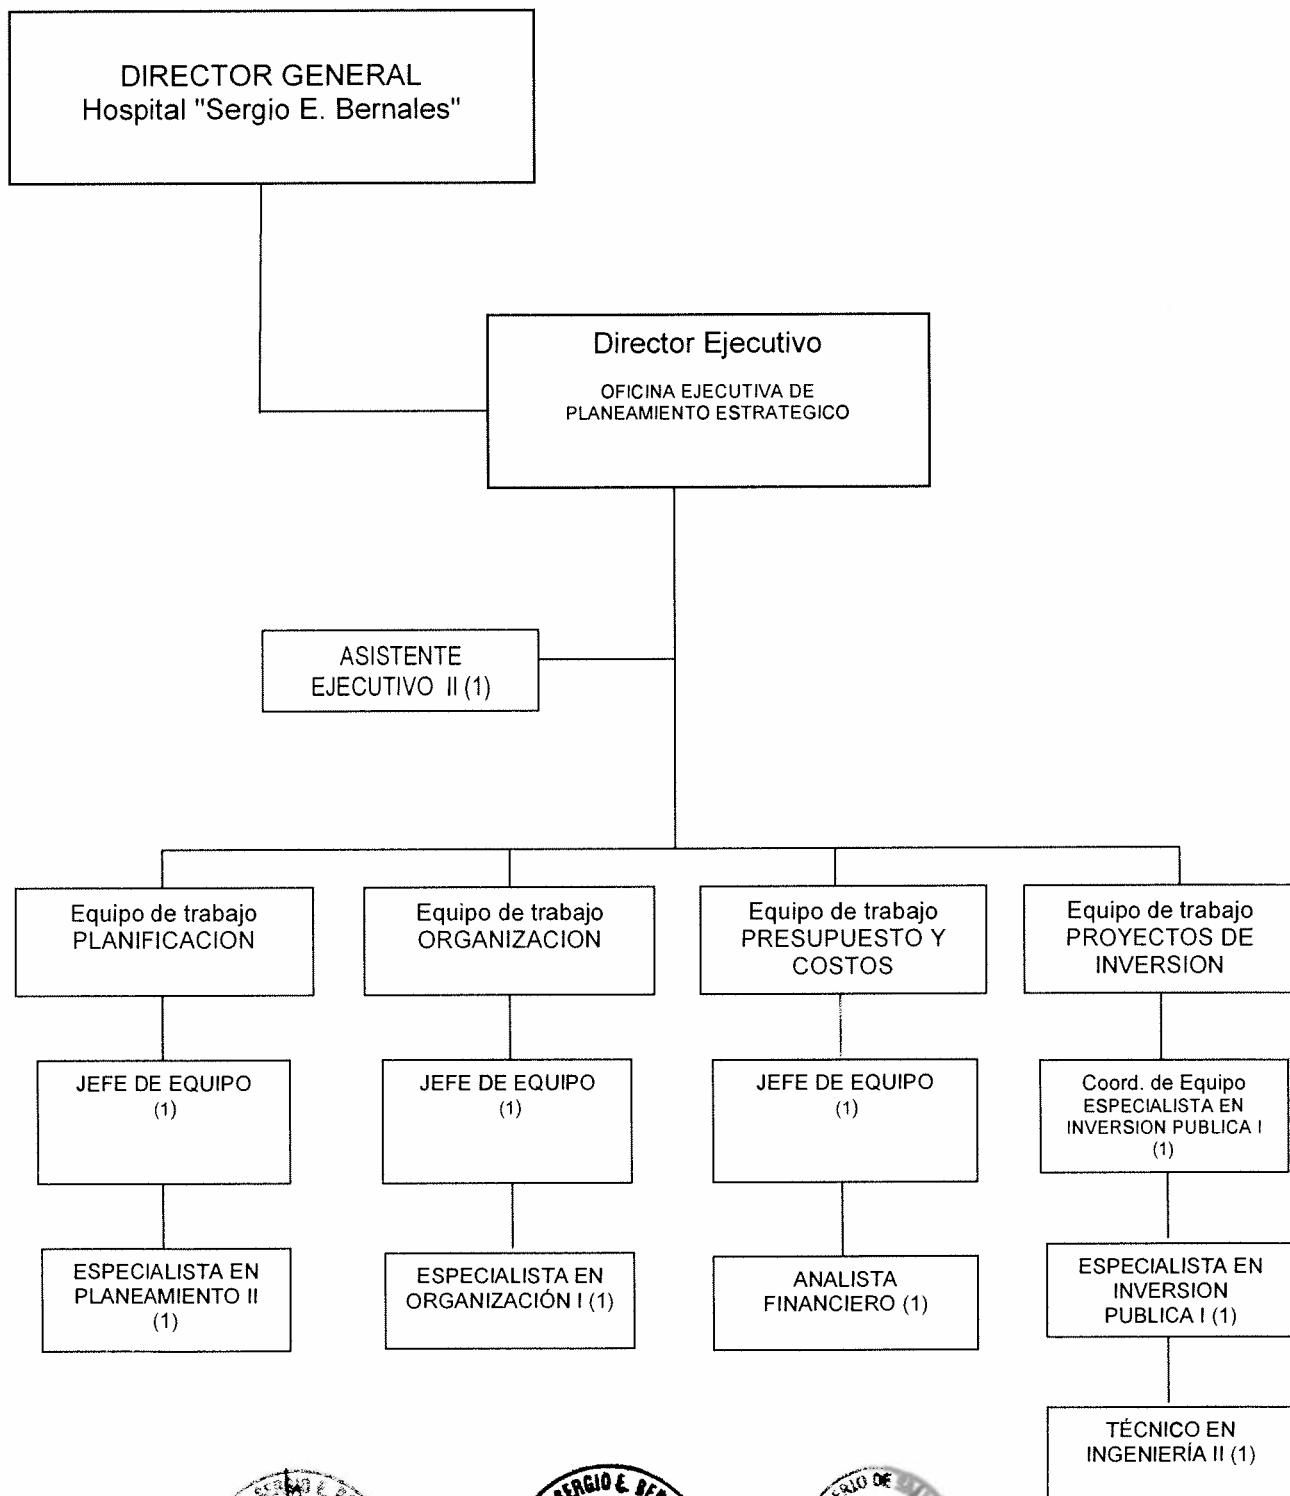 DIRECTOR GENERAL
Hospital "Sergio E. Bernales"
Director Ejecutivo
OFICINA EJECUTIVA DE
PLANEAMIENTO ESTRATEGICO
ASISTENTE
EJECUTIVO II (1)
Equipo de trabajo
PLANIFICACION
Equipo de trabajo
ORGANIZACION
Equipo de trabajo
PRESUPUESTO Y
COSTOS
Equipo de trabajo
PROYECTOS DE
INVERSION
JEFE DE EQUIPO
(1)
JEFE DE EQUIPO
(1)
JEFE DE EQUIPO
(1)
Coord. de Equipo
ESPECIALISTA EN
INVERSION PUBLICA I
(1)
ESPECIALISTA EN
PLANEAMIENTO II
(1)
ESPECIALISTA EN
ORGANIZACIÓN I (1)
ANALISTA
FINANCIERO (1)
ESPECIALISTA EN
INVERSION
PUBLICA I (1)
TÉCNICO EN
INGENIERÍA II (1)
SERGIO E.